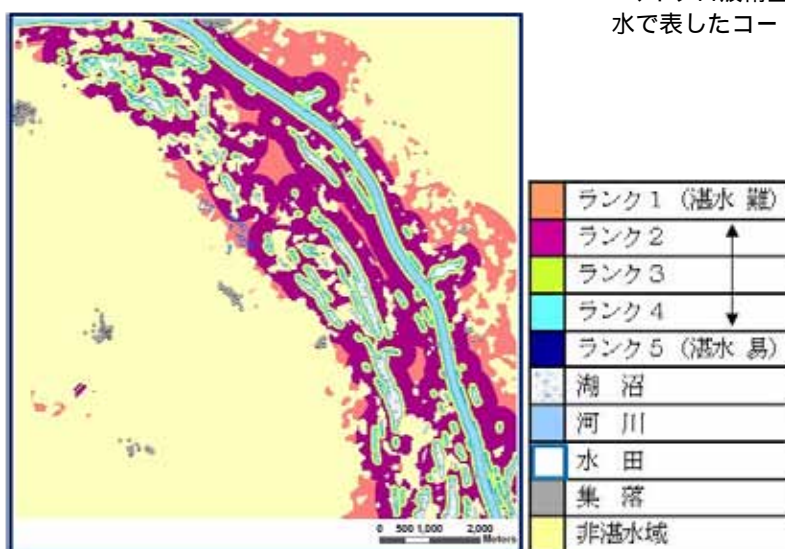 水で表したコー
ランク1 (湛水 難)
ランク2
ランク3
ランク4
ランク5 (湛水 易)
湖 沼
河 川
水 田
集 落
非湛水域
0 500 1,000 2,000
Meters